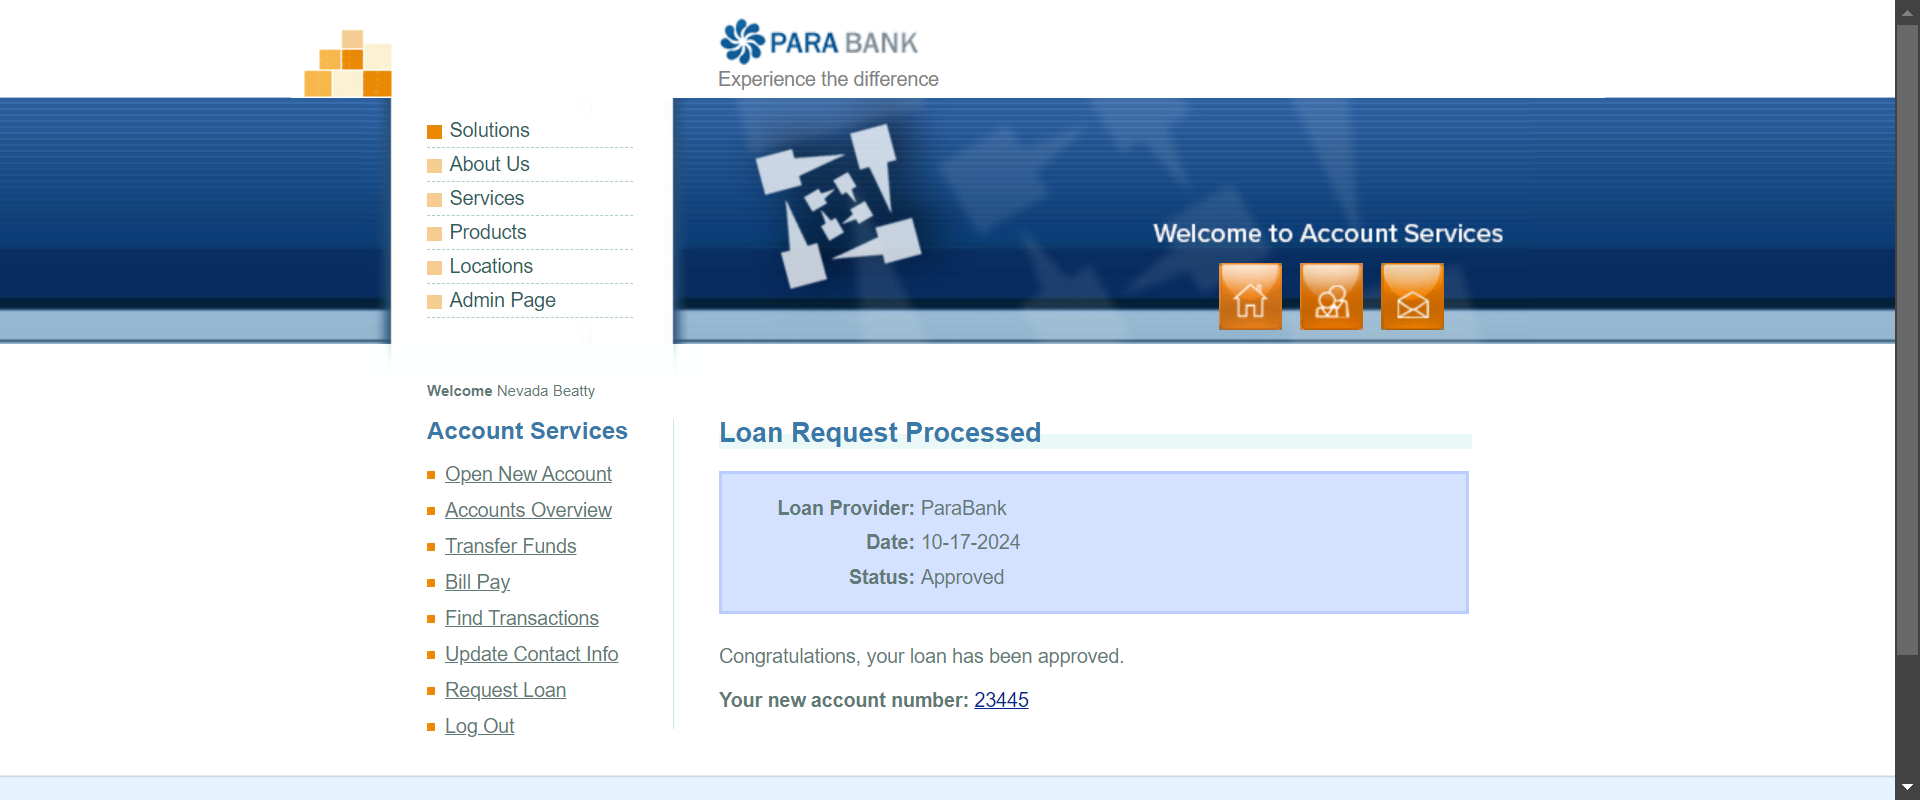 PARA BANK
Experience the difference
Solutions
About Us
Services
Products
Locations
Admin Page
Welcome to Account Services
Welcome Nevada Beatty
Account Services
Open New Account
Accounts Overview
Transfer Funds
Bill Pay
Find Transactions
Update Contact Info
Request Loan
Log Out
Loan Request Processed
Loan Provider: ParaBank
Date: 10-17-2024
Status: Approved
Congratulations, your loan has been approved.
Your new account number: 23445